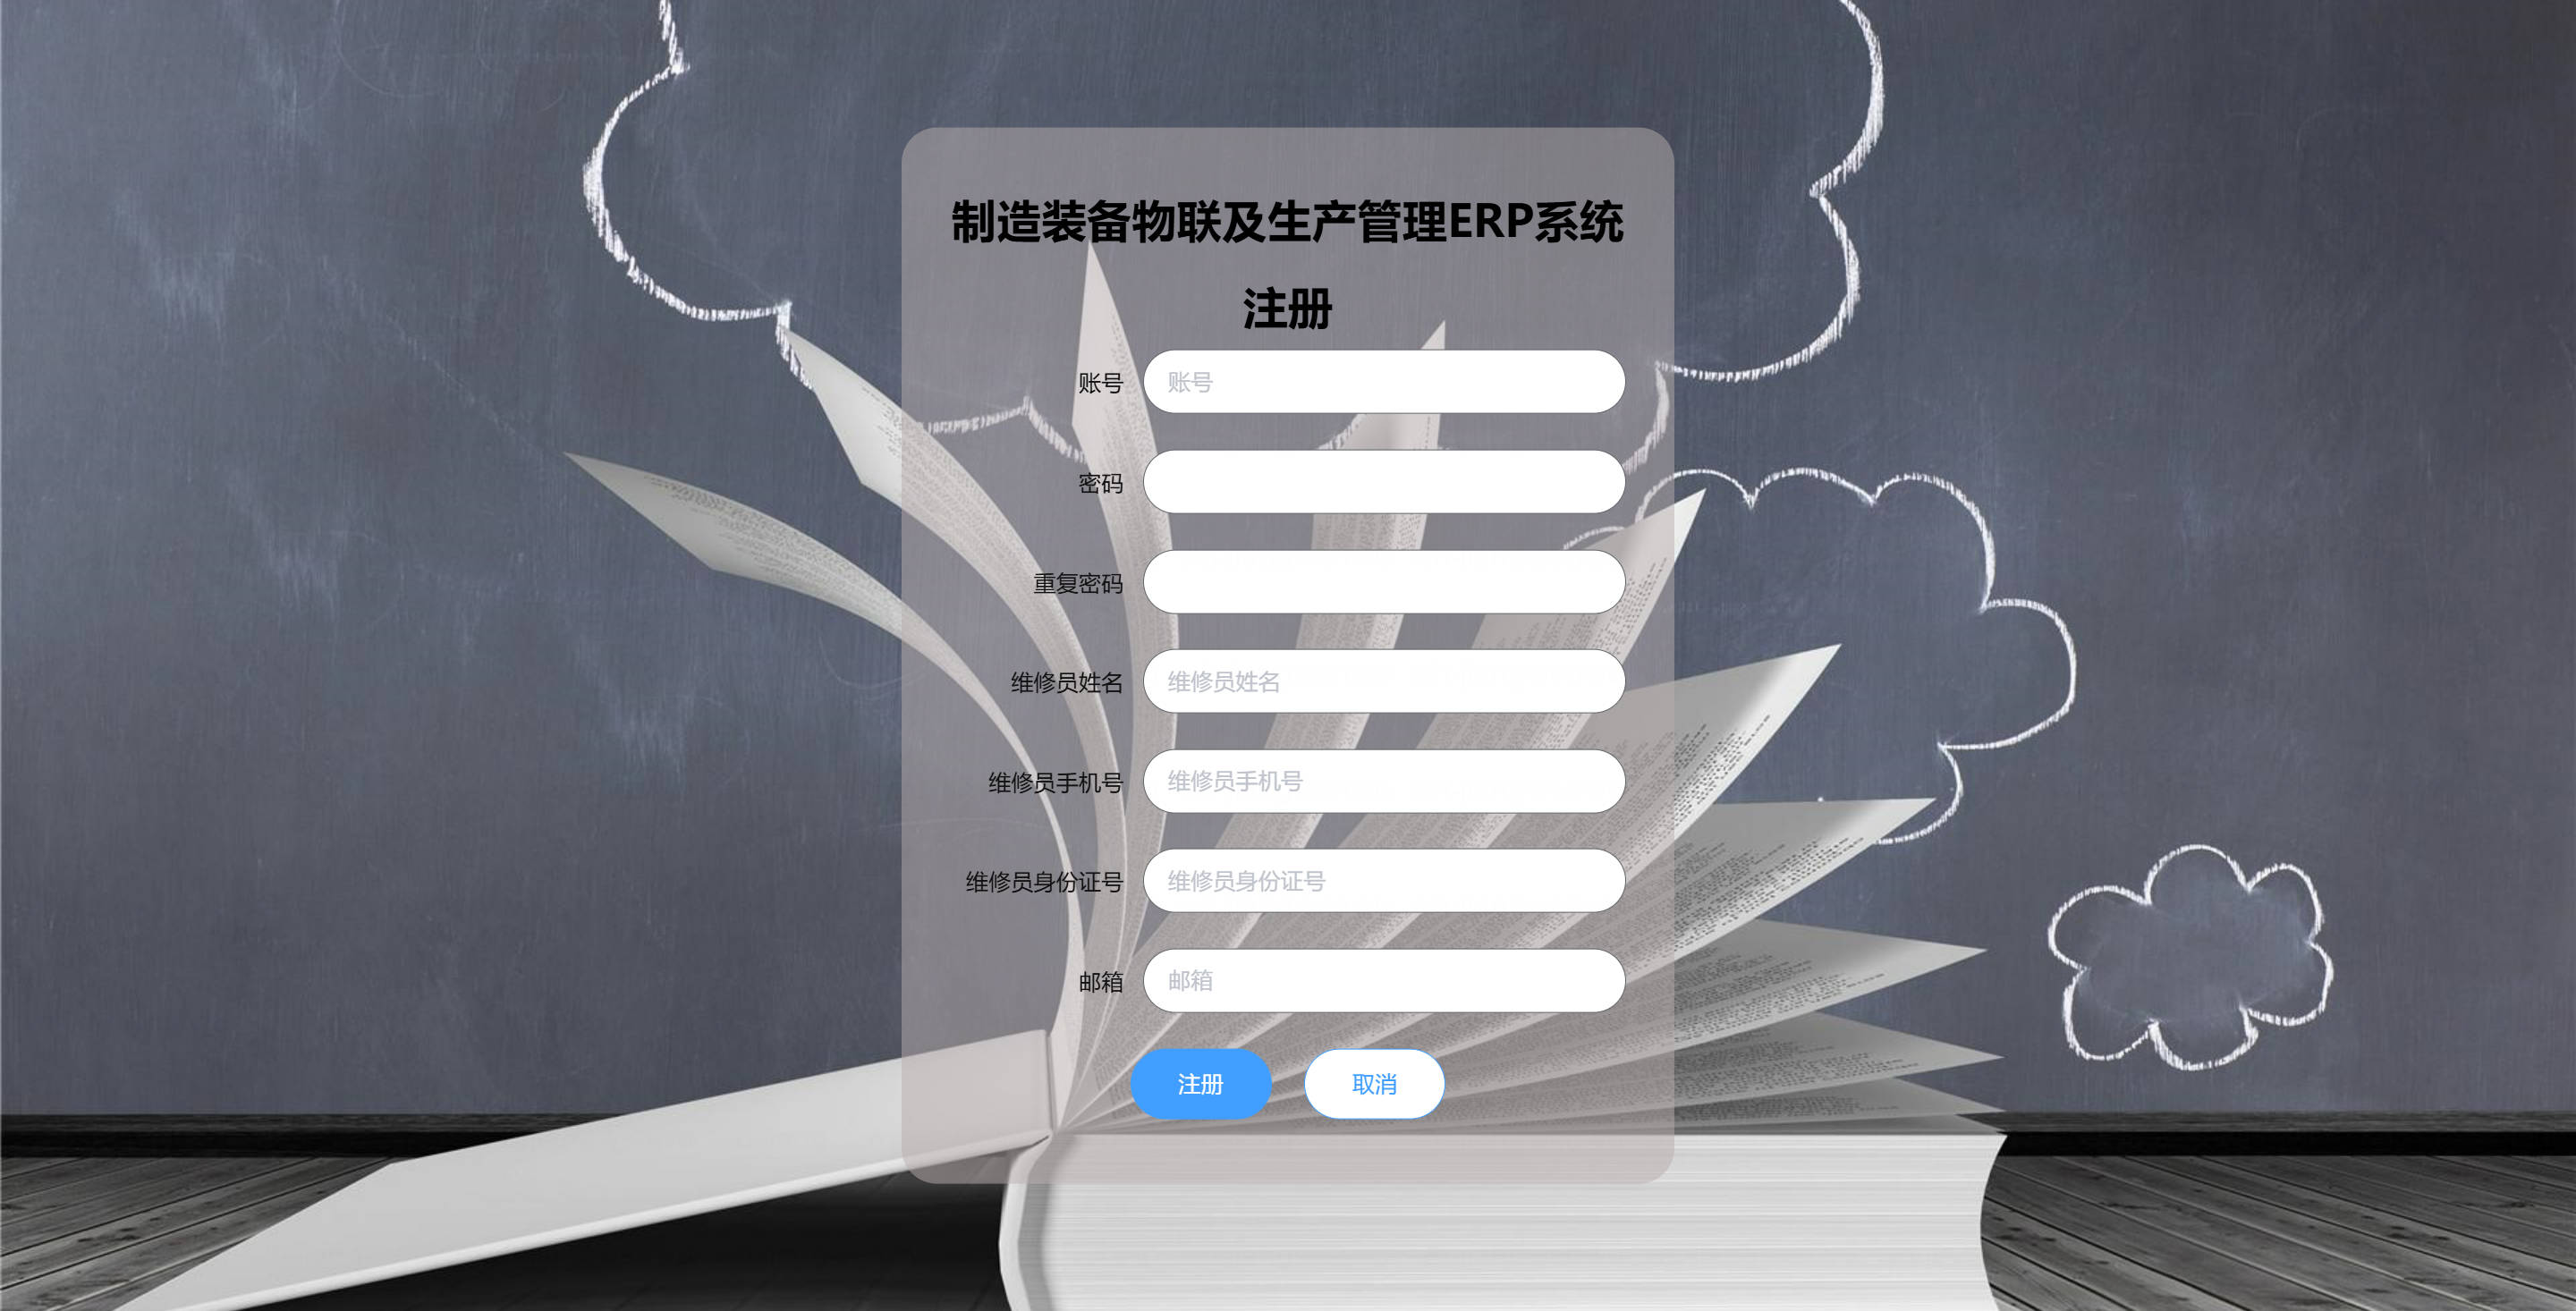 制造装备物联及生产管理ERP系统
注册
账号 账号
密码
重复密码
维修员姓名 维修员姓名
维修员手机号 维修员手机号
维修员身份证号 维修员身份证号
邮箱 邮箱
注册 取消